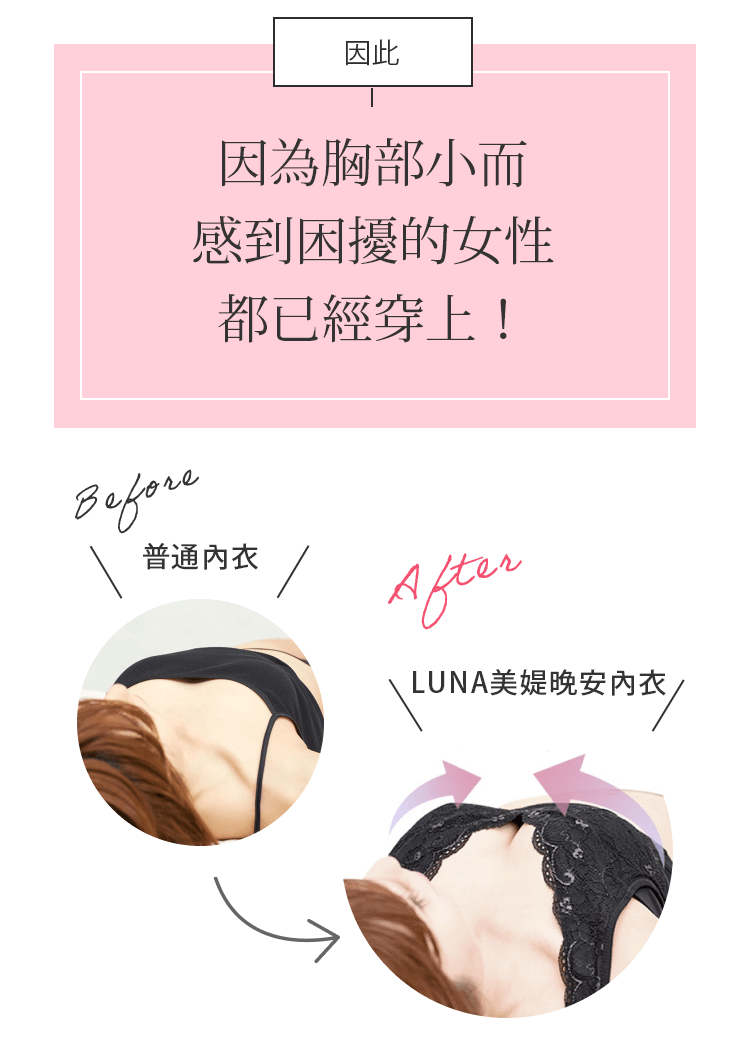 因此
因為胸部小而
感到困擾的女性
都已經穿上！
Before
普通內衣
After
LUNA美媞晚安內衣